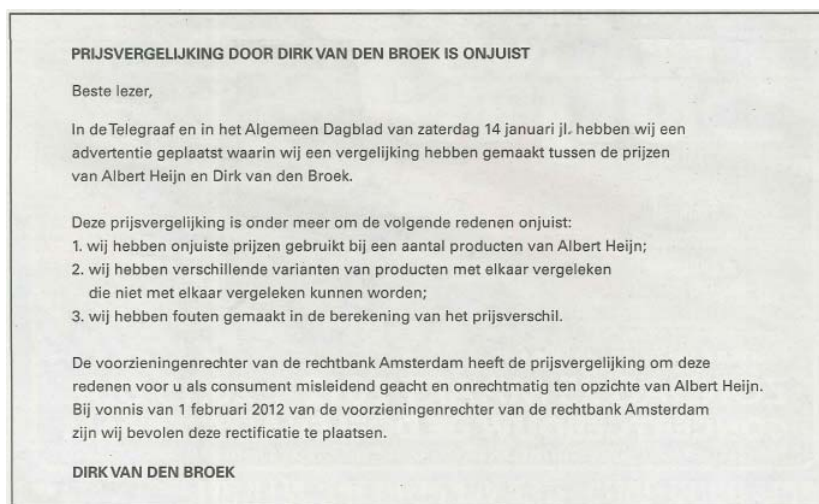 PRIJSVERGELIJKING DOOR DIRK VAN DEN BROEK IS ONJUIST
Beste lezer,
In de Telegraaf en in het Algemeen Dagblad van zaterdag 14 januari jl. hebben wij een
advertentie geplaatst waarin wij een vergelijking hebben gemaakt tussen de prijzen
van Albert Heijn en Dirk van den Broek.
Deze prijsvergelijking is onder meer om de volgende redenen onjuist:
1. wij hebben onjuiste prijzen gebruikt bij een aantal producten van Albert Heijn;
2. wij hebben verschillende varianten van producten met elkaar vergeleken
die niet met elkaar vergeleken kunnen worden;
3. wij hebben fouten gemaakt in de berekening van het prijsverschil.
De voorzieningenrechter van de rechtbank Amsterdam heeft de prijsvergelijking om deze
redenen voor u als consument misleidend geacht en onrechtmatig ten opzichte van Albert Heijn.
Bij vonnis van 1 februari 2012 van de voorzieningenrechter van de rechtbank Amsterdam
zijn wij bevolen deze rectificatie te plaatsen.
DIRK VAN DEN BROEK